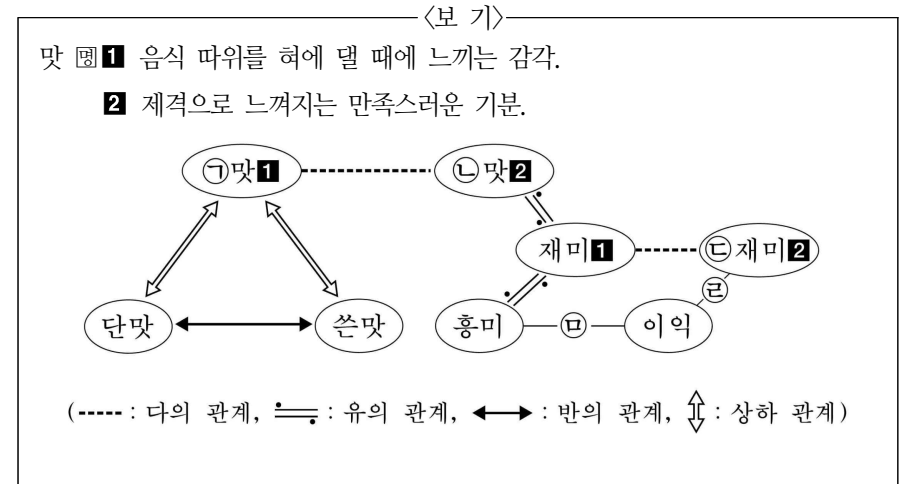 〈보 기〉
맛 명 1 음식 따위를 혀에 댈 때에 느끼는 감각.
2 제격으로 느껴지는 만족스러운 기분.
㉠맛1 ㉡맛2
재미1 ㉢재미2
㉣
단맛 쓴맛 흥미 ㉤ 이익
(-----: 다의 관계, : 유의 관계, ↔: 반의 관계, ⇕: 상하 관계)